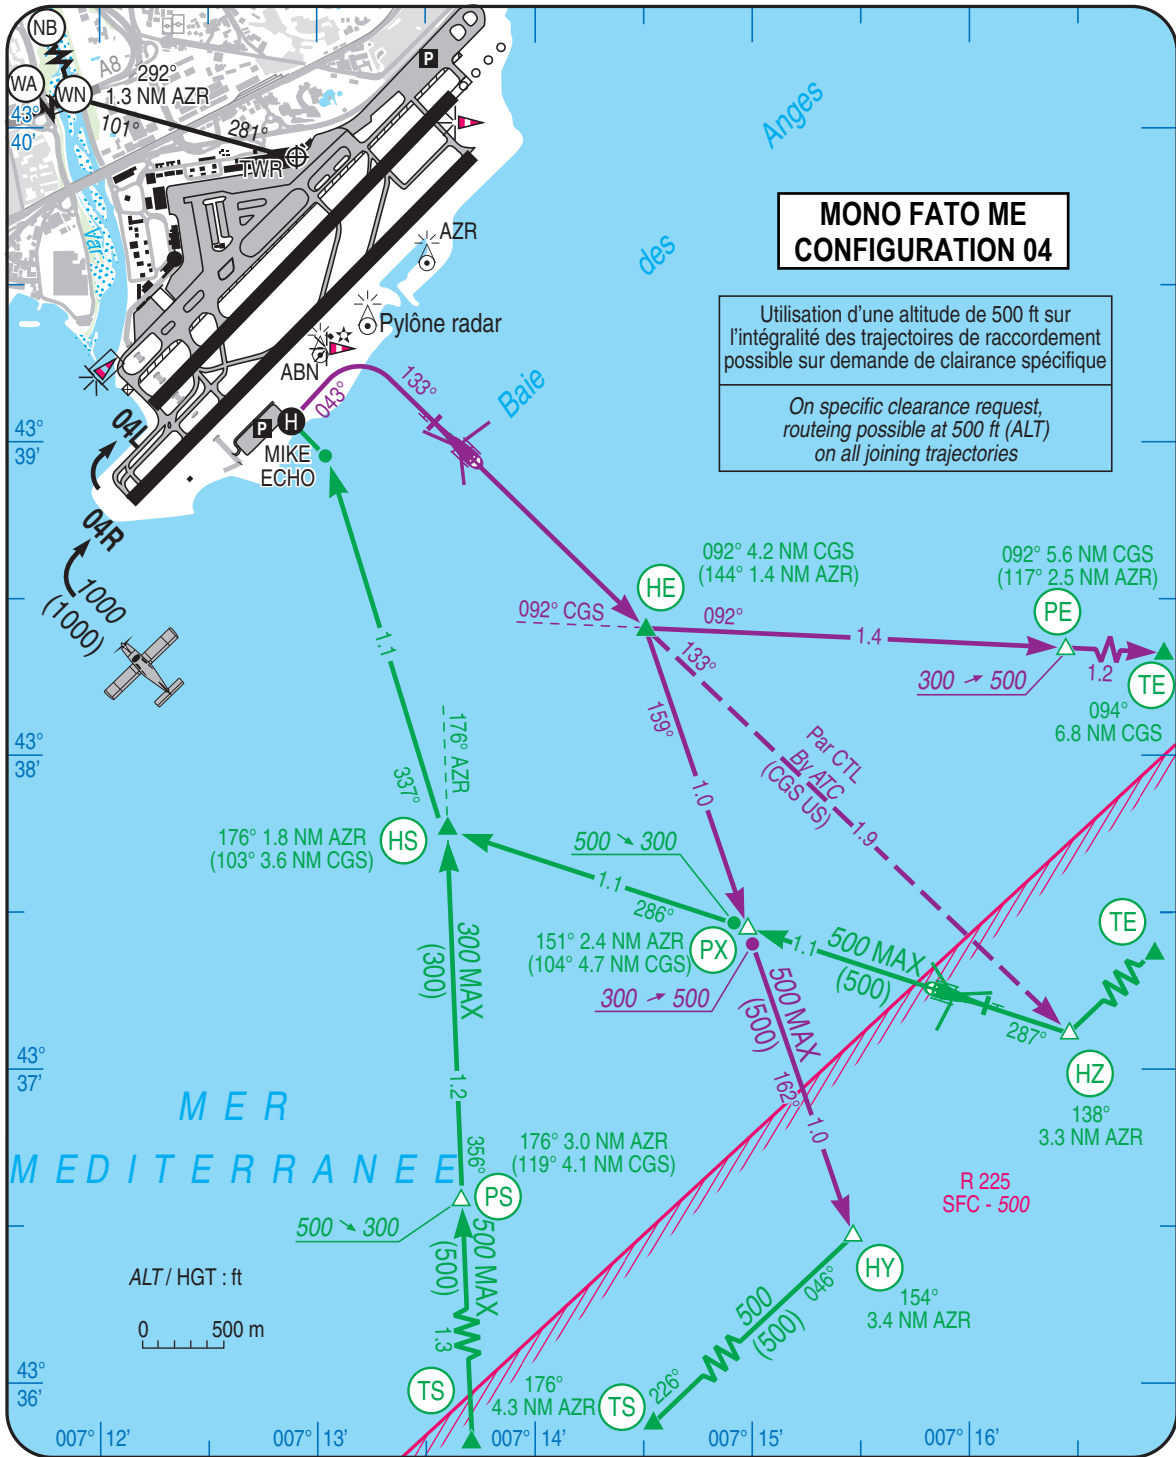 NB
WA
WN
A8
292°
1.3 NM AZR
101°
281°
TWR
43°
40'
Var
P
AZR
Pylône radar
ABN
Anges
des
Baie
MONO FATO ME
CONFIGURATION 04
Utilisation d'une altitude de 500 ft sur
l'intégralité des trajectoires de raccordement
possible sur demande de clairance spécifique
On specific clearance request,
routeing possible at 500 ft (ALT)
on all joining trajectories
043°
133°
P
H
MIKE
ECHO
04L
04R
1000
(1000)
43°
39'
092° 4.2 NM CGS
(144° 1.4 NM AZR)
HE
092° CGS
092°
1.4
092° 5.6 NM CGS
(117° 2.5 NM AZR)
PE
1.2
TE
094°
6.8 NM CGS
300 ➚ 500
133°
159°
1.0
Par CTL
By ATC
(CGS US)
1.9
1.1
176° AZR
337°
43°
38'
176° 1.8 NM AZR
(103° 3.6 NM CGS)
HS
500 ➘ 300
1.1
286°
151° 2.4 NM AZR
(104° 4.7 NM CGS)
PX
300 ➚ 500
1.1
500 MAX
(500)
287°
TE
HZ
138°
3.3 NM AZR
300 MAX
(300)
1.2
356°
500 MAX
(500)
162°
1.0
43°
37'
MER
MEDITERRANEE
176° 3.0 NM AZR
(119° 4.1 NM CGS)
PS
500 ➘ 300
500 MAX
(500)
1.3
R 225
SFC - 500
HY
154°
3.4 NM AZR
046°
500
(500)
226°
TS
176°
4.3 NM AZR
TS
ALT / HGT : ft
0 500 m
43°
36'
007° 12'
007° 13'
007° 14'
007° 15'
007° 16'